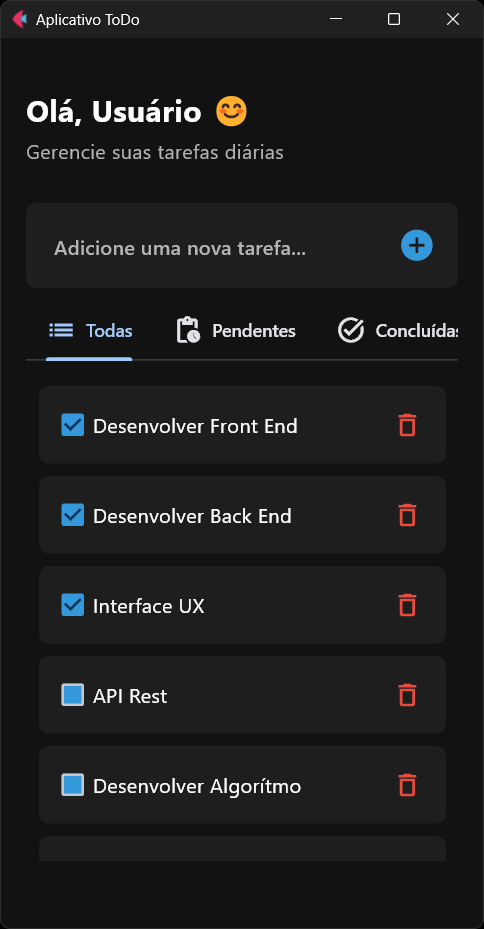 Aplicativo ToDo
Olá, Usuário 😊
Gerencie suas tarefas diárias
Adicione uma nova tarefa...
Todas Pendentes Concluídas
Desenvolver Front End
Desenvolver Back End
Interface UX
API Rest
Desenvolver Algorítmo